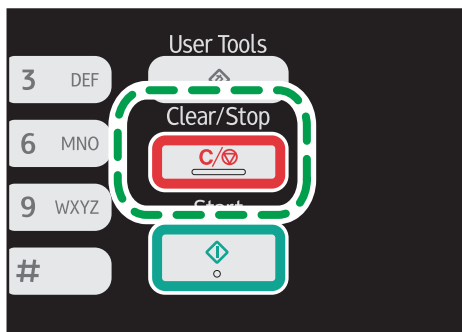 User Tools
3 DEF
Clear/Stop
6 MNO
C/
9 WXYZ
Start
#